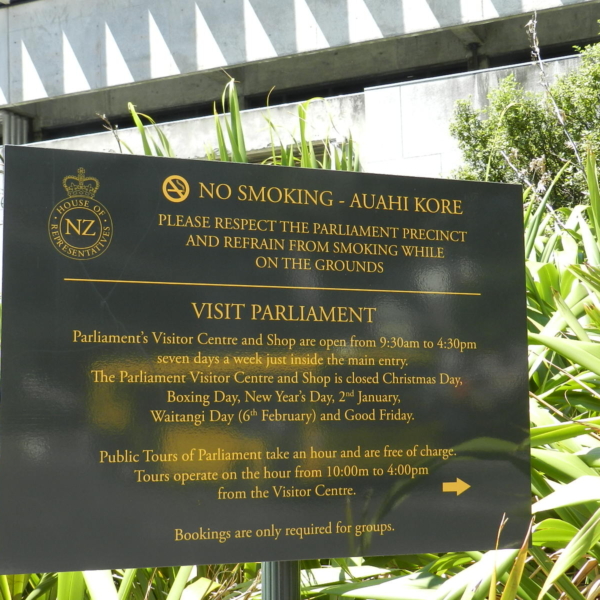 HOUSE OF REPRESENTATIVES
NZ
NO SMOKING - AUAHI KORE
PLEASE RESPECT THE PARLIAMENT PRECINCT
AND REFRAIN FROM SMOKING WHILE
ON THE GROUNDS
VISIT PARLIAMENT
Parliament's Visitor Centre and Shop are open from 9:30am to 4:30pm
seven days a week just inside the main entry.
The Parliament Visitor Centre and Shop is closed Christmas Day,
Boxing Day, New Year's Day, 2nd January,
Waitangi Day (6th February) and Good Friday.
Public Tours of Parliament take an hour and are free of charge.
Tours operate on the hour from 10:00m to 4:00pm
from the Visitor Centre.
Bookings are only required for groups.